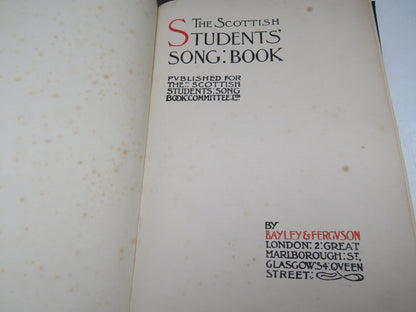 THE SCOTTISH
STUDENTS'
SONG: BOOK
PVBLISHED FOR
THE SCOTTISH
STUDENTS: SONG
BOOK: COMMITTEE LTD
BY
BAYLEY & FERGVSON
LONDON: 2: GREAT
MARLBOROUGH: ST.
GLASGOW: 54: QVEEN
STREET: